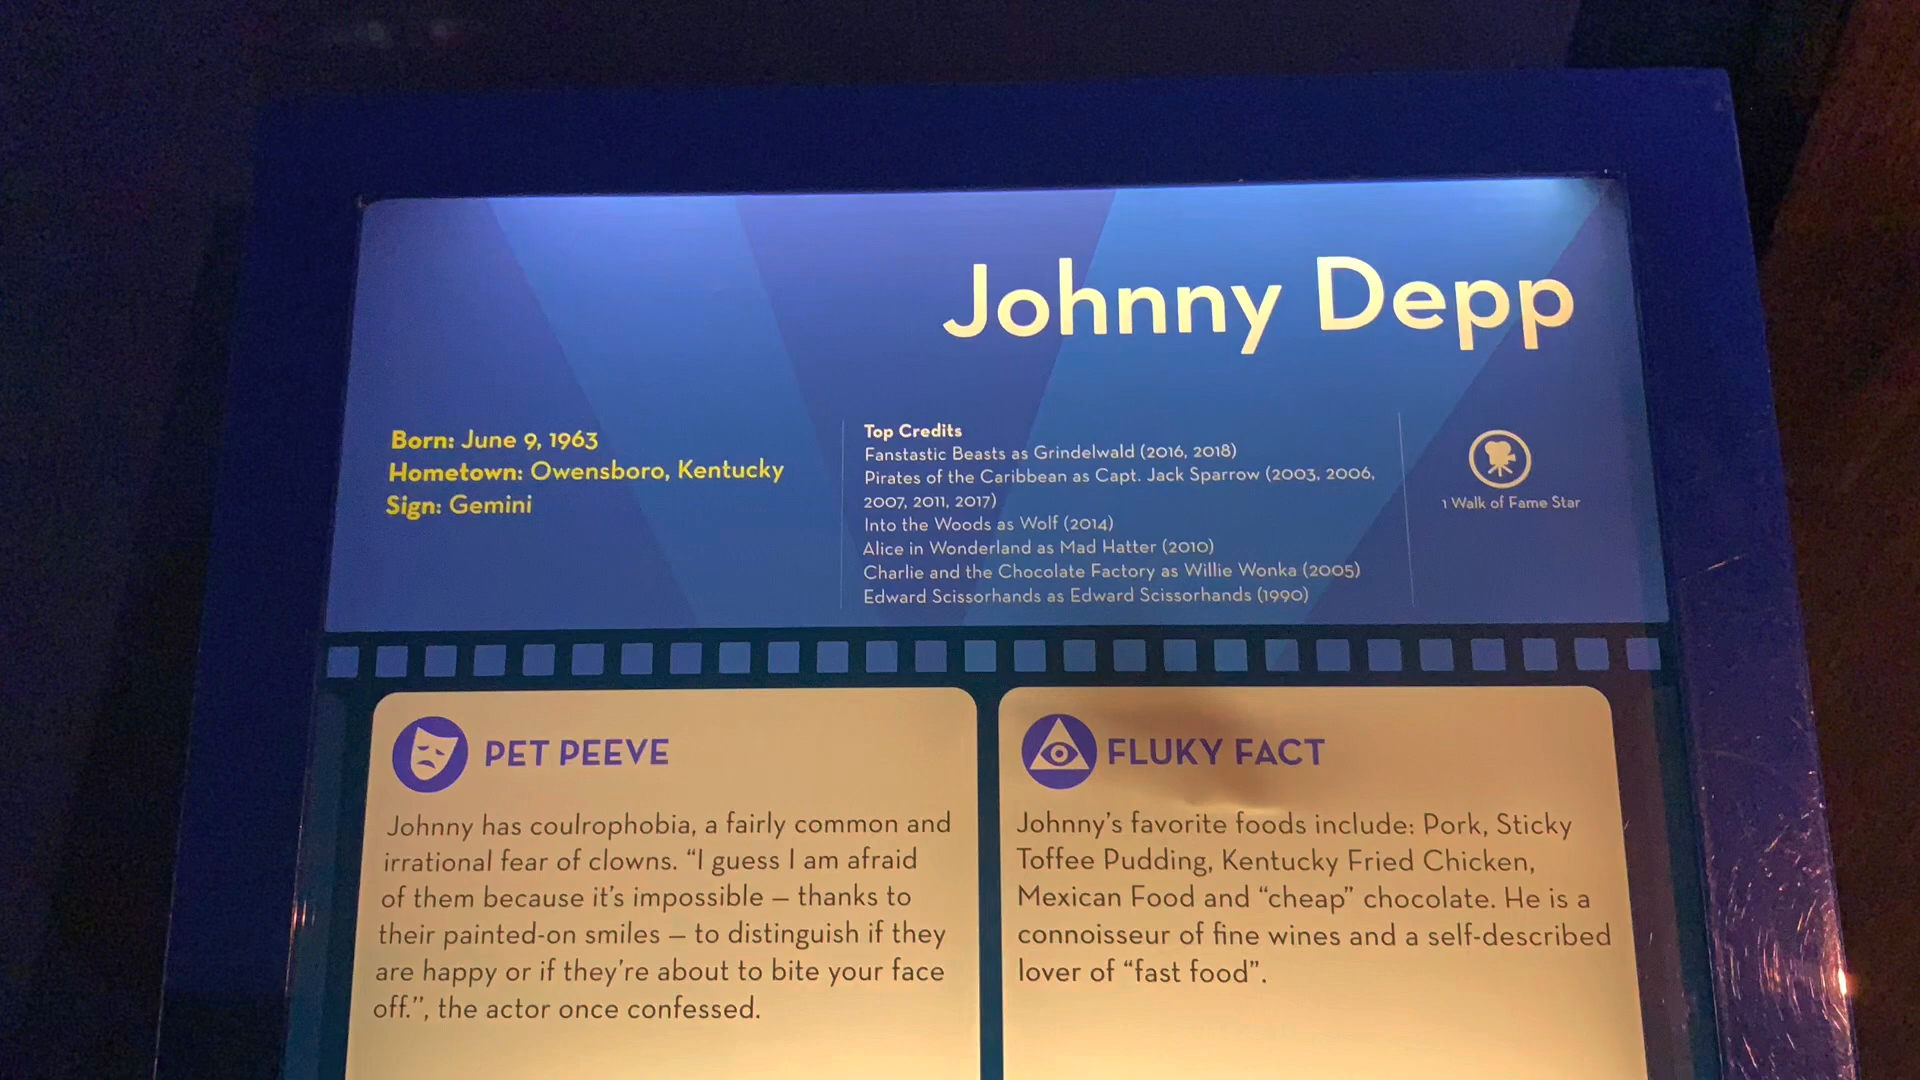 Johnny Depp
Born: June 9, 1963
Hometown: Owensboro, Kentucky
Sign: Gemini
Top Credits
Fanstastic Beasts as Grindelwald (2016, 2018)
Pirates of the Caribbean as Capt. Jack Sparrow (2003, 2006,
2007, 2011, 2017)
Into the Woods as Wolf (2014)
Alice in Wonderland as Mad Hatter (2010)
Charlie and the Chocolate Factory as Willie Wonka (2005)
Edward Scissorhands as Edward Scissorhands (1990)
1 Walk of Fame Star
PET PEEVE
Johnny has coulrophobia, a fairly common and
irrational fear of clowns. “I guess I am afraid
of them because it’s impossible – thanks to
their painted-on smiles – to distinguish if they
are happy or if they’re about to bite your face
off.”, the actor once confessed.
FLUKY FACT
Johnny’s favorite foods include: Pork, Sticky
Toffee Pudding, Kentucky Fried Chicken,
Mexican Food and “cheap” chocolate. He is a
connoisseur of fine wines and a self-described
lover of “fast food”.